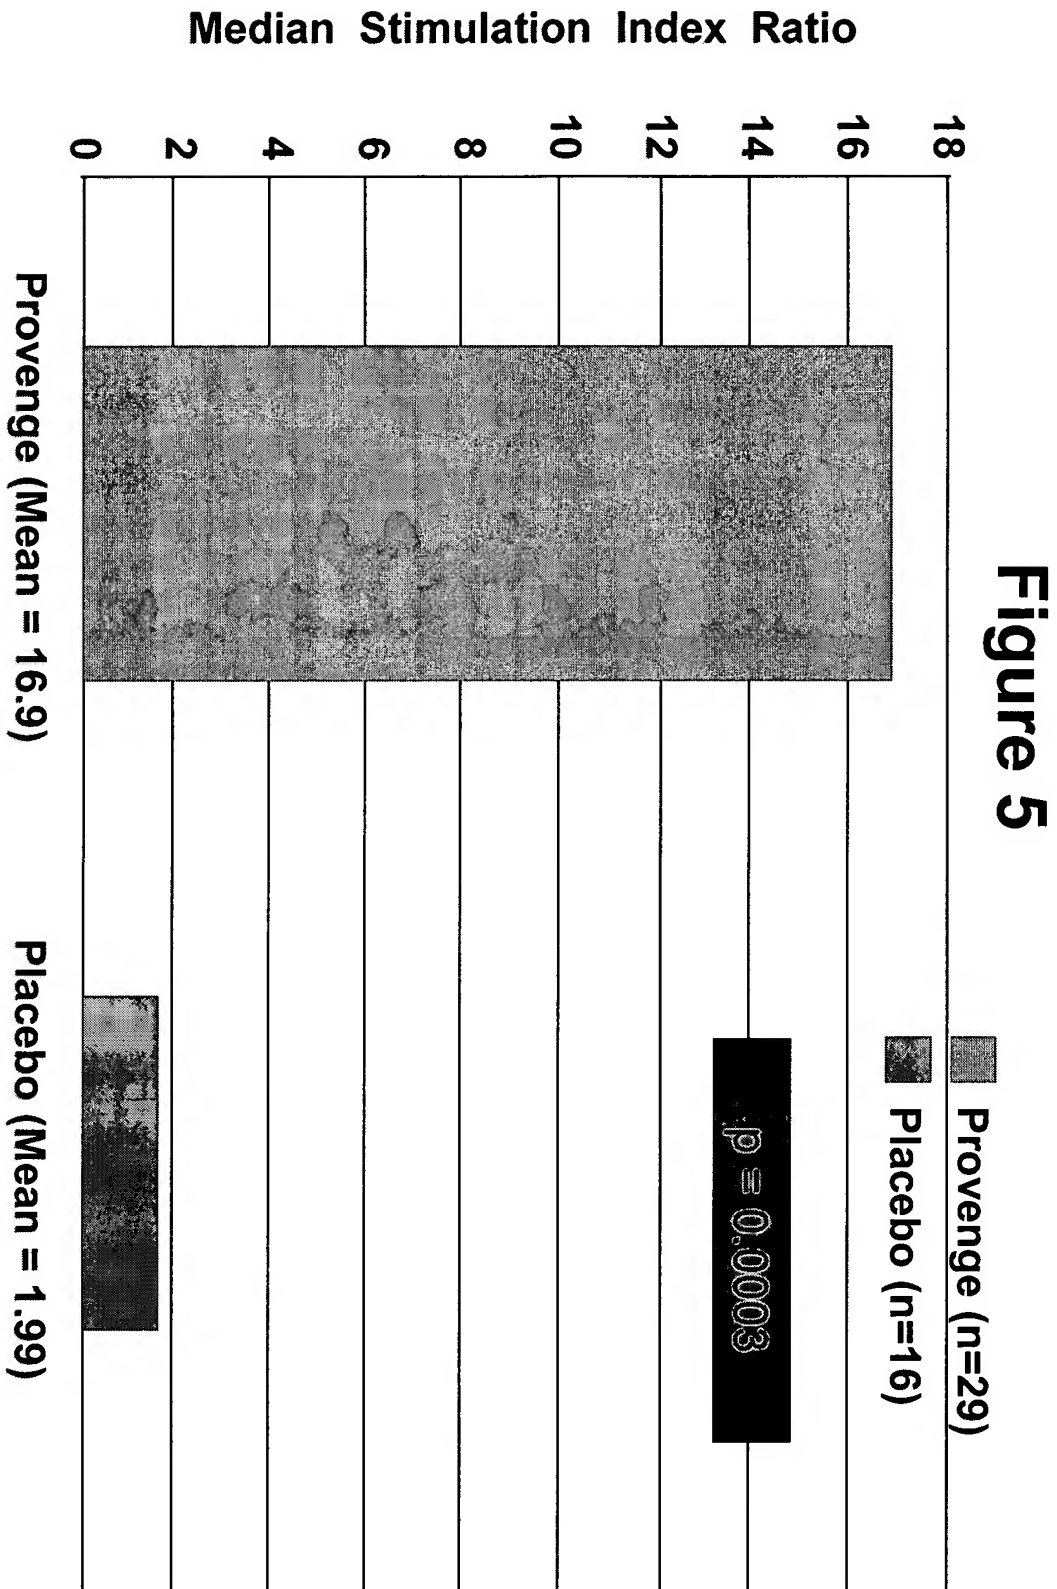 Figure 5
Provenge (n=29)
Placebo (n=16)
p = 0.0003
Median Stimulation Index Ratio
18
16
14
12
10
8
6
4
2
0
Provenge (Mean = 16.9)
Placebo (Mean = 1.99)